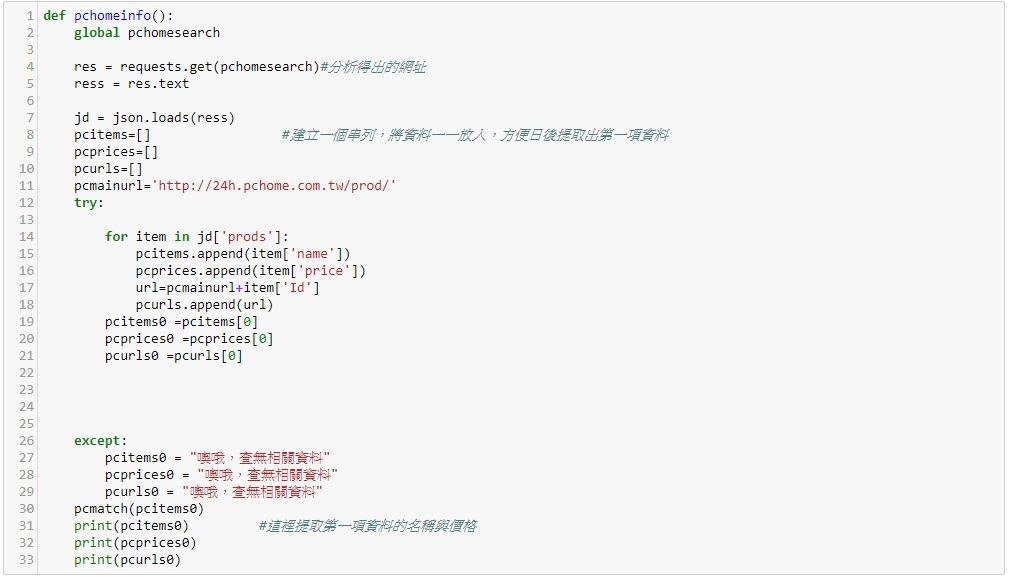 1 def pchomeinfo():
2     global pchomesearch
3
4     res = requests.get(pchomesearch)#分析得出的網址
5     ress = res.text
6
7     jd = json.loads(ress)
8     pcitems=[]                 #建立一個串列，將資料一一放入，方便日後提取出第一項資料
9     pcprices=[]
10     pcurls=[]
11     pcmainurl='http://24h.pchome.com.tw/prod/'
12     try:
13
14         for item in jd['prods']:
15             pcitems.append(item['name'])
16             pcprices.append(item['price'])
17             url=pcmainurl+item['Id']
18             pcurls.append(url)
19         pcitems0 =pcitems[0]
20         pcprices0 =pcprices[0]
21         pcurls0 =pcurls[0]
22
23
24
25
26     except:
27         pcitems0 = "噢哦，查無相關資料"
28         pcprices0 = "噢哦，查無相關資料"
29         pcurls0 = "噢哦，查無相關資料"
30     pcmatch(pcitems0)
31     print(pcitems0)         #這裡提取第一項資料的名稱與價格
32     print(pcprices0)
33     print(pcurls0)